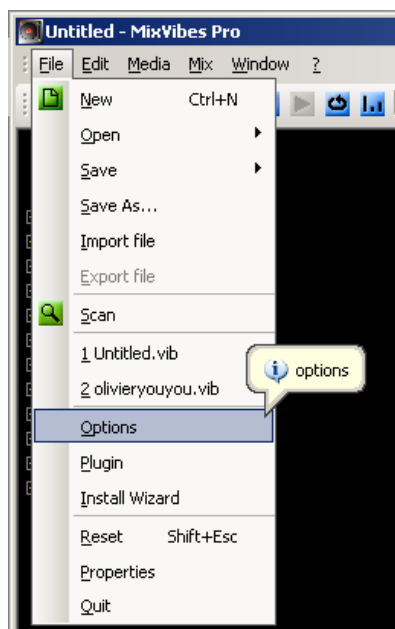 Untitled - MixVibes Pro
File Edit Media Mix Window ?
New Ctrl+N
Open
Save
Save As...
Import file
Export file
Scan
1 Untitled.vib
options
2 olivieryouyou.vib
Options
Plugin
Install Wizard
Reset Shift+Esc
Properties
Quit